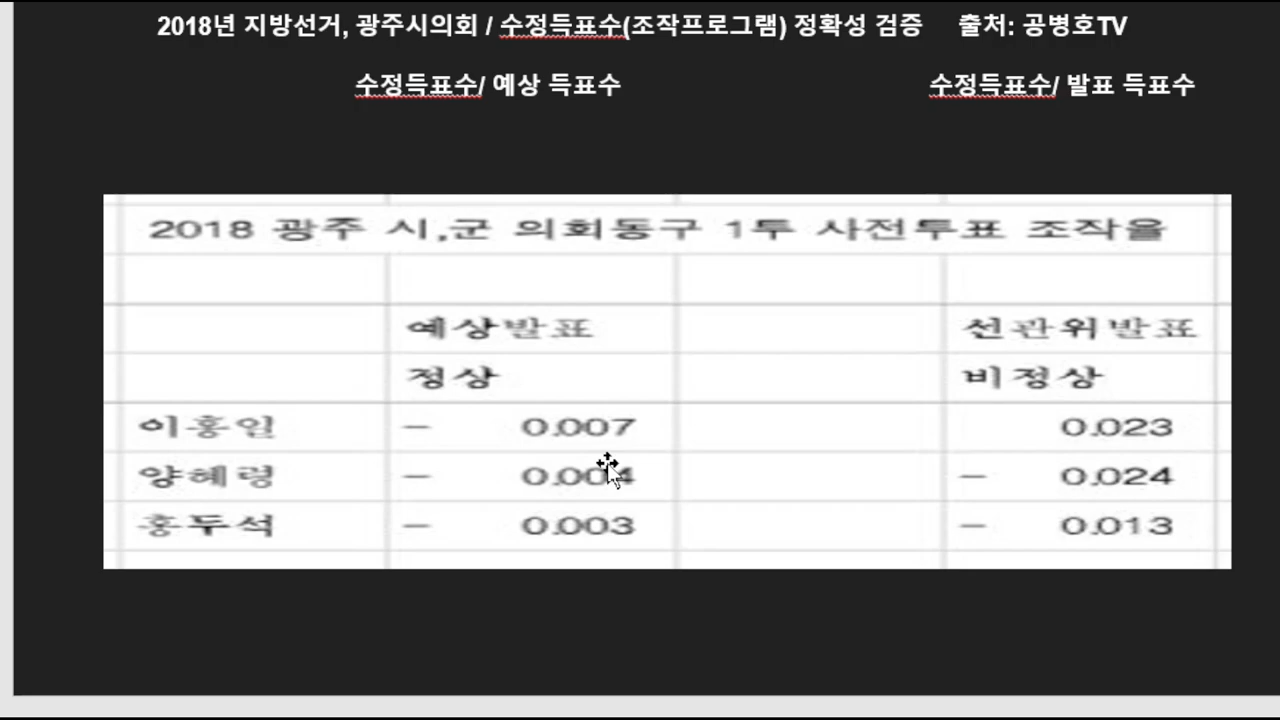 2018년 지방선거, 광주시의회 / 수정득표수(조작프로그램) 정확성 검증 출처: 공병호TV
수정득표수/ 예상 득표수 수정득표수/ 발표 득표수
2018 광주 시,군 의회동구 1투 사전투표 조작율
예상발표 선관위발표
정상 비정상
이홍일 - 0.007 0.023
양혜령 - 0.004 - 0.024
홍두석 - 0.003 - 0.013